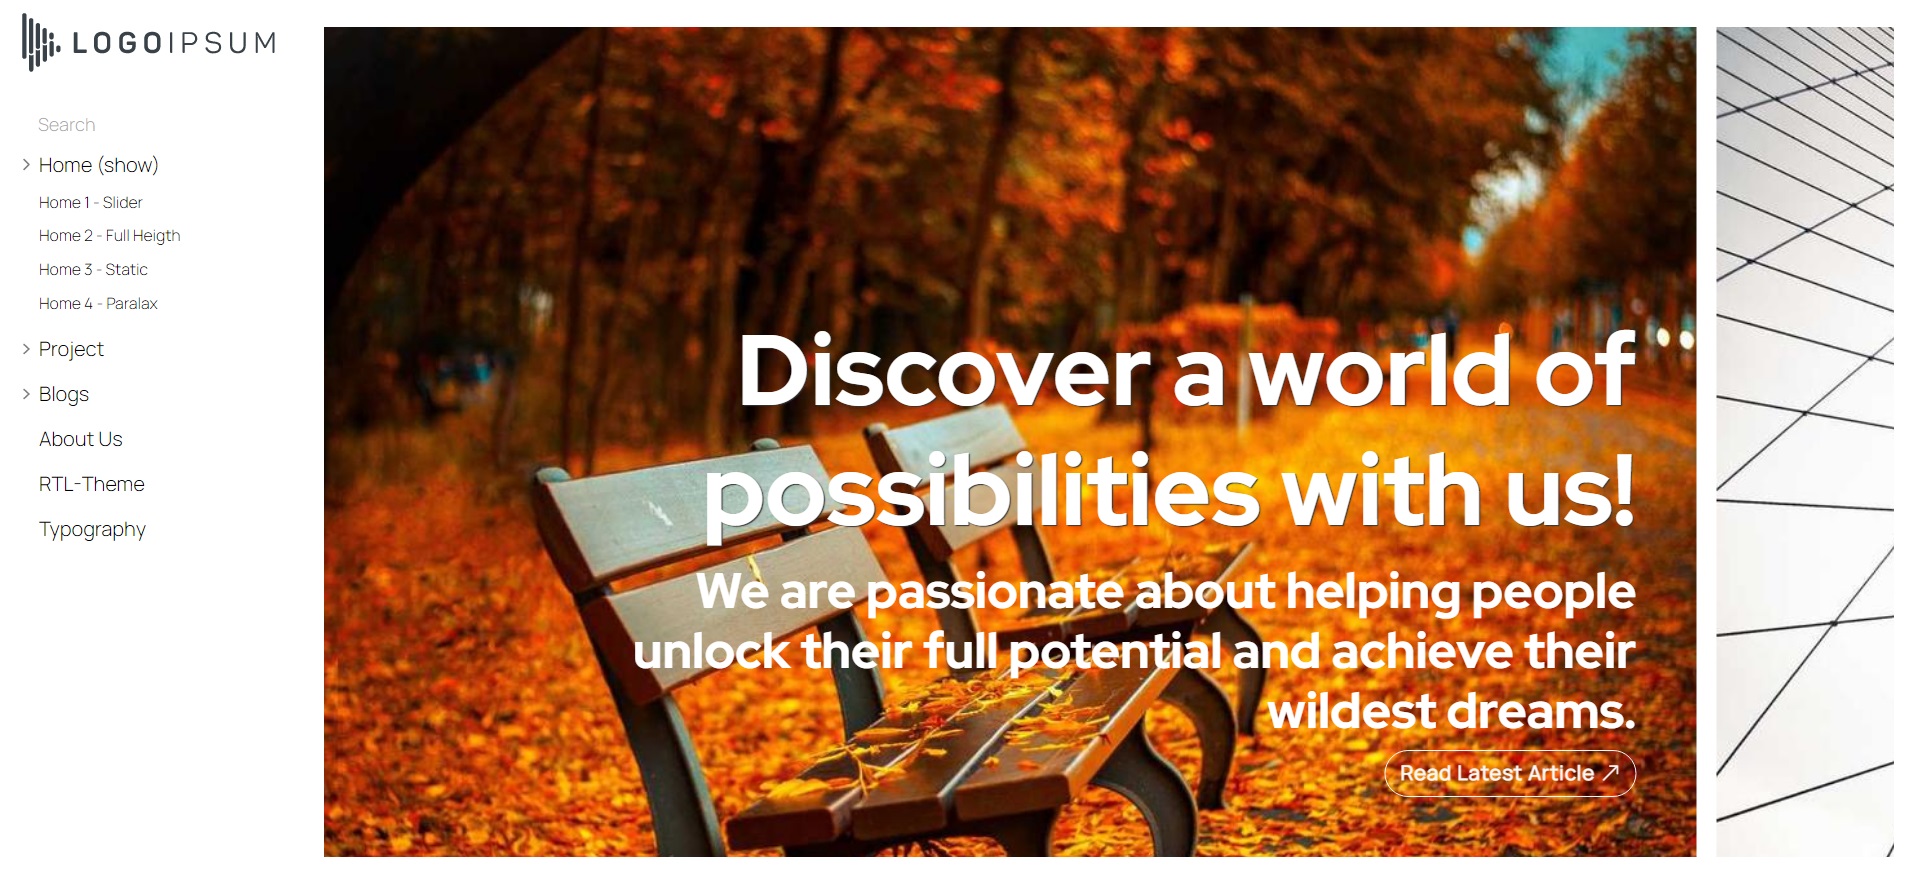 LOGOIPSUM
Search
Home (show)
Home 1 - Slider
Home 2 - Full Heigth
Home 3 - Static
Home 4 - Paralax
Project
Blogs
About Us
RTL-Theme
Typography
Discover a world of
possibilities with us!
We are passionate about helping people
unlock their full potential and achieve their
wildest dreams.
Read Latest Article